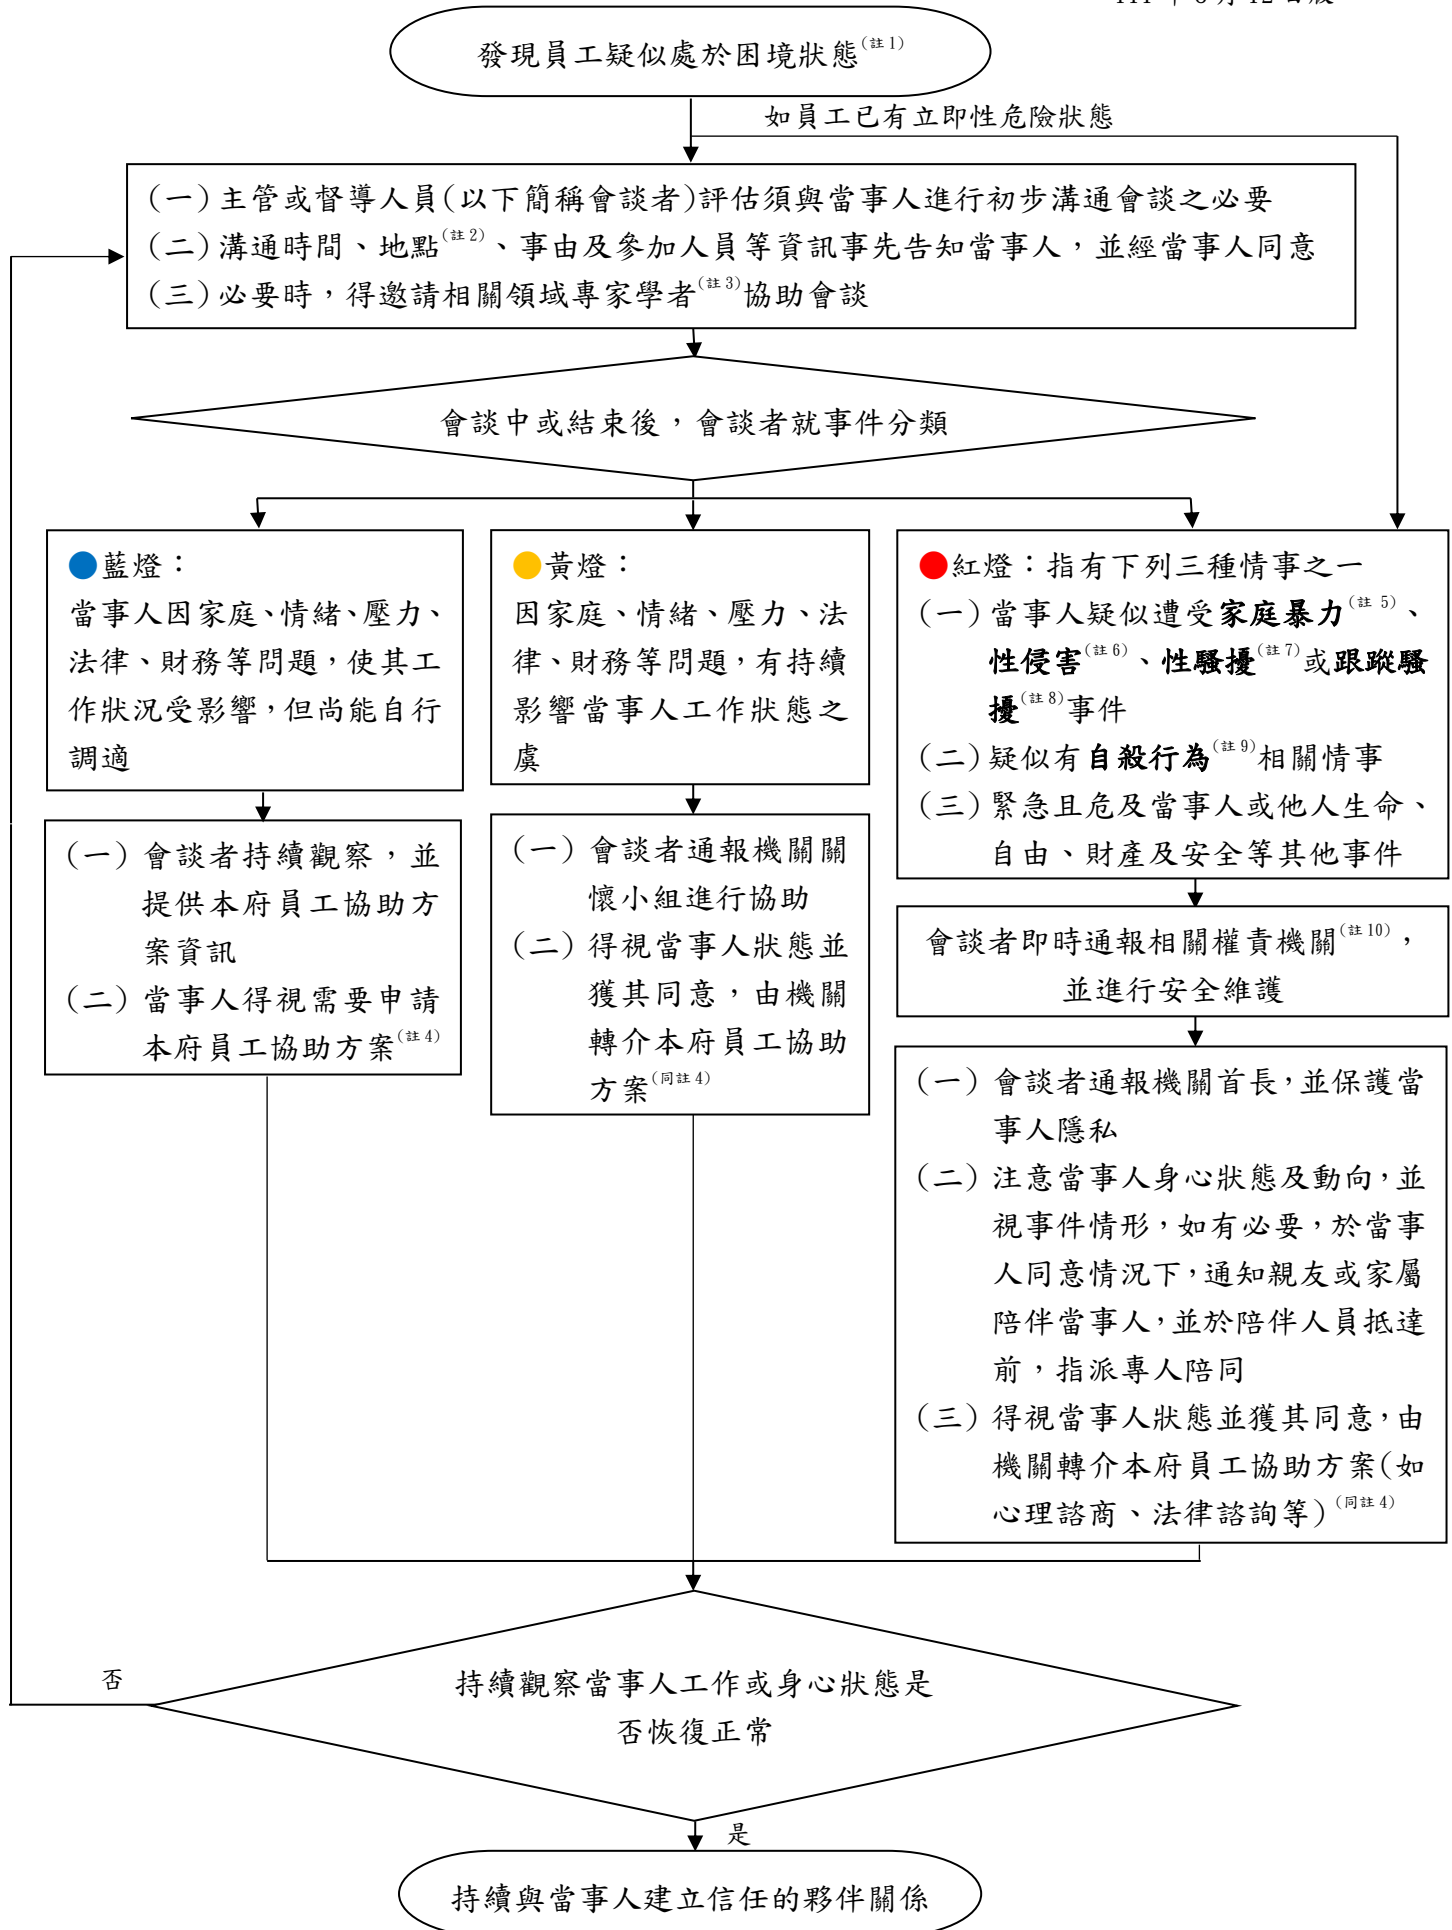 發現員工疑似處於困境狀態(註1)
如員工已有立即性危險狀態
(一)主管或督導人員(以下簡稱會談者)評估須與當事人進行初步溝通會談之必要
(二)溝通時間、地點(註2)、事由及參加人員等資訊事先告知當事人，並經當事人同意
(三)必要時，得邀請相關領域專家學者(註3)協助會談
會談中或結束後，會談者就事件分類
●藍燈：
當事人因家庭、情緒、壓力、
法律、財務等問題，使其工
作狀況受影響，但尚能自行
調適
(一)會談者持續觀察，並
提供本府員工協助方
案資訊
(二)當事人得視需要申請
本府員工協助方案(註4)
●黃燈：
因家庭、情緒、壓力、法
律、財務等問題，有持續
影響當事人工作狀態之
虞
(一)會談者通報機關關
懷小組進行協助
(二)得視當事人狀態並
獲其同意，由機關
轉介本府員工協助
方案(同註4)
●紅燈：指有下列三種情事之一
(一)當事人疑似遭受家庭暴力(註5)、
性侵害(註6)、性騷擾(註7)或跟蹤騷
擾(註8)事件
(二)疑似有自殺行為(註9)相關情事
(三)緊急且危及當事人或他人生命、
自由、財產及安全等其他事件
會談者即時通報相關權責機關(註10)，
並進行安全維護
(一)會談者通報機關首長，並保護當
事人隱私
(二)注意當事人身心狀態及動向，並
視事件情形，如有必要，於當事
人同意情況下，通知親友或家屬
陪伴當事人，並於陪伴人員抵達
前，指派專人陪同
(三)得視當事人狀態並獲其同意，由
機關轉介本府員工協助方案(如
心理諮商、法律諮詢等)(同註4)
否
持續觀察當事人工作或身心狀態是
否恢復正常
是
持續與當事人建立信任的夥伴關係